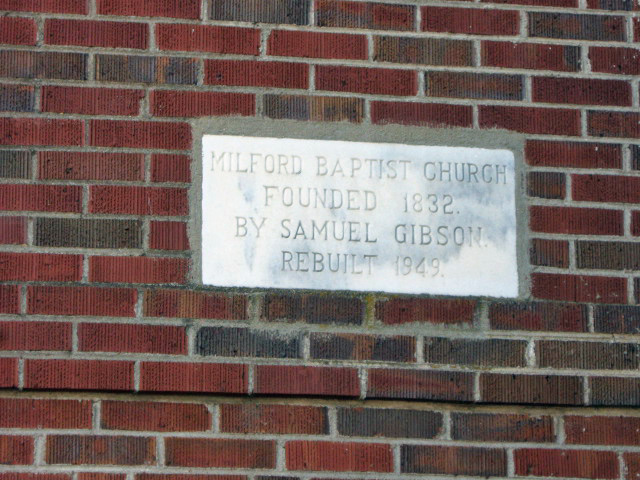 MILFORD BAPTIST CHURCH
FOUNDED 1832.
BY SAMUEL GIBSON.
REBUILT 1949.